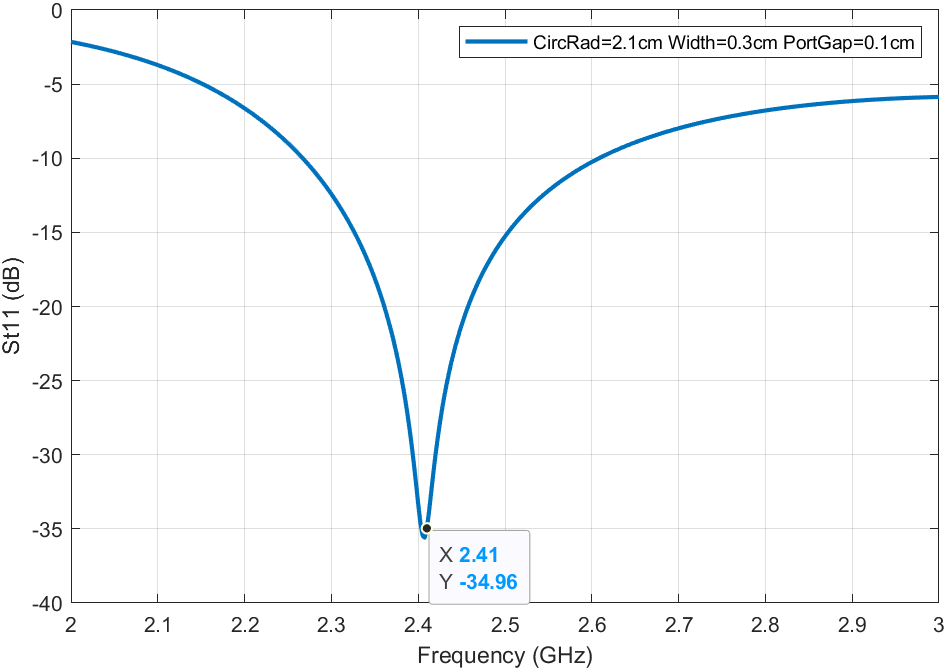 CircRad=2.1cm Width=0.3cm PortGap=0.1cm
0
-5
-10
-15
-20
-25
-30
-35
-40
St11 (dB)
X 2.41
Y -34.96
2 2.1 2.2 2.3 2.4 2.5 2.6 2.7 2.8 2.9 3
Frequency (GHz)